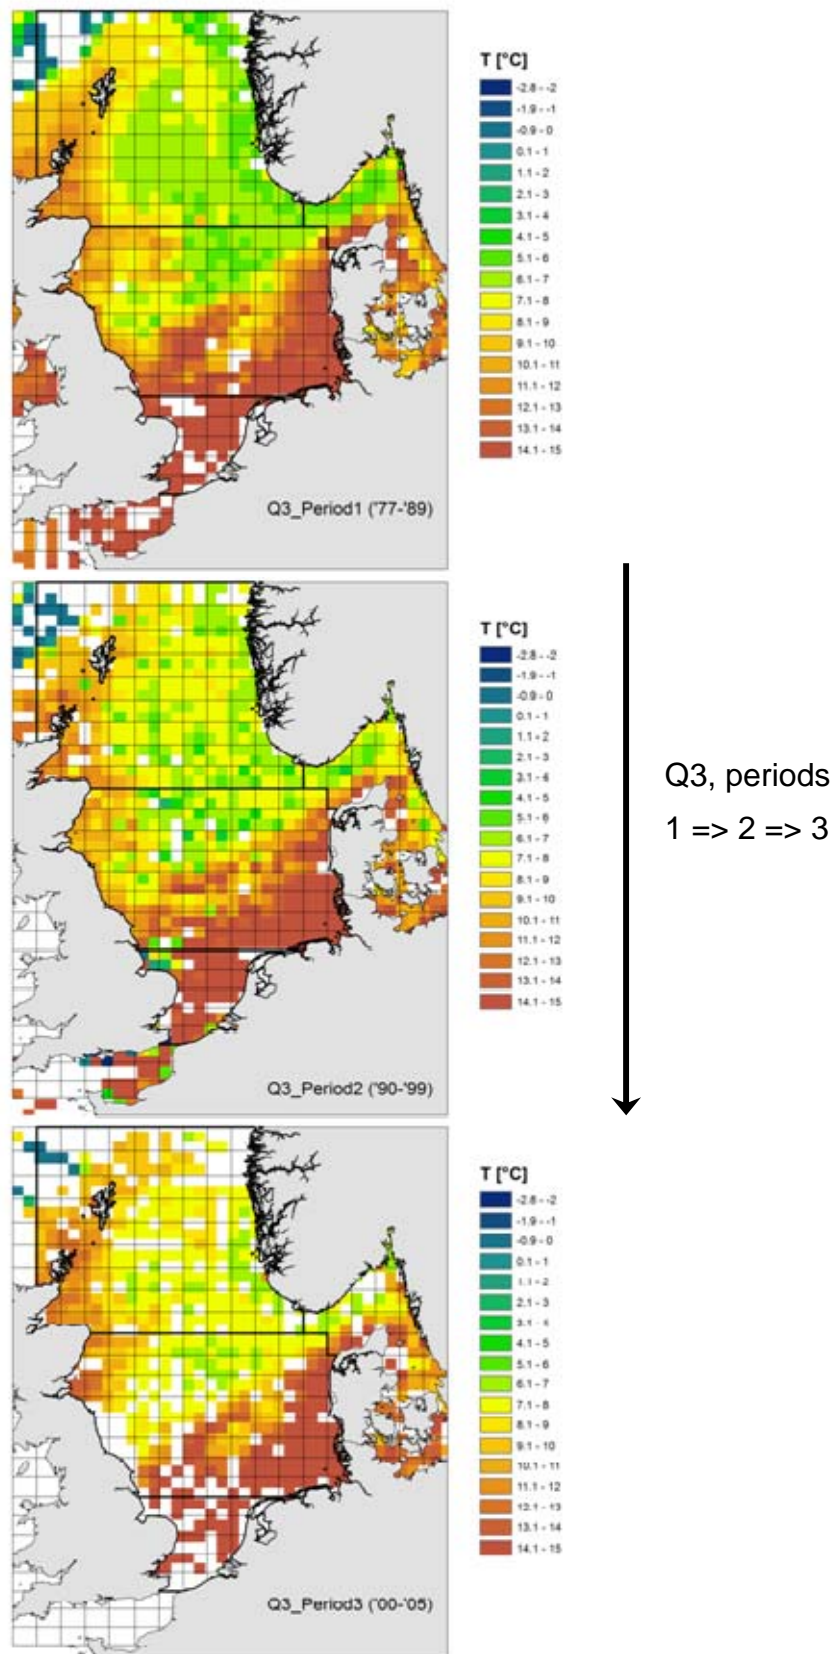 T [°C]
-2.8 - -2
-1.9 - -1
-0.9 - 0
0.1 - 1
1.1 - 2
2.1 - 3
3.1 - 4
4.1 - 5
5.1 - 6
6.1 - 7
7.1 - 8
8.1 - 9
9.1 - 10
10.1 - 11
11.1 - 12
12.1 - 13
13.1 - 14
14.1 - 15
Q3_Period1 ('77-'89)
T [°C]
-2.8 - -2
-1.9 - -1
-0.9 - 0
0.1 - 1
1.1 - 2
2.1 - 3
3.1 - 4
4.1 - 5
5.1 - 6
6.1 - 7
7.1 - 8
8.1 - 9
9.1 - 10
10.1 - 11
11.1 - 12
12.1 - 13
13.1 - 14
14.1 - 15
Q3, periods
1 => 2 => 3
Q3_Period2 ('90-'99)
T [°C]
-2.8 - -2
-1.9 - -1
-0.9 - 0
0.1 - 1
1.1 - 2
2.1 - 3
3.1 - 4
4.1 - 5
5.1 - 6
6.1 - 7
7.1 - 8
8.1 - 9
9.1 - 10
10.1 - 11
11.1 - 12
12.1 - 13
13.1 - 14
14.1 - 15
Q3_Period3 ('00-'05)